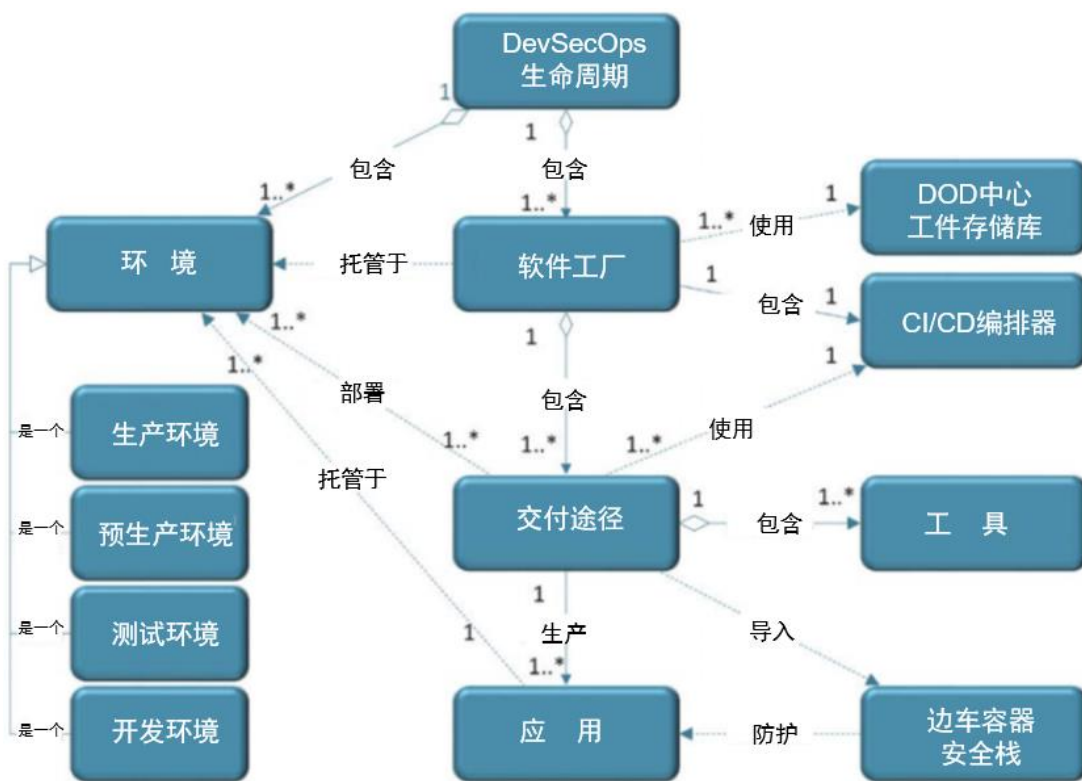 DevSecOps
生命周期
1
1
包含
包含
1..*
1..*
DOD中心
工件存储库
1
1..*
使用
环 境
托管于
软件工厂
1
包含
1
CI/CD编排器
1..*
1
1
1..*
部署
包含
使用
1..*
1..*
1..*
是一个
生产环境
托管于
交付途径
1
包含
1..*
工 具
是一个
预生产环境
1
生产
导入
1
1..*
是一个
测试环境
应 用
防护
边车容器
安全栈
是一个
开发环境